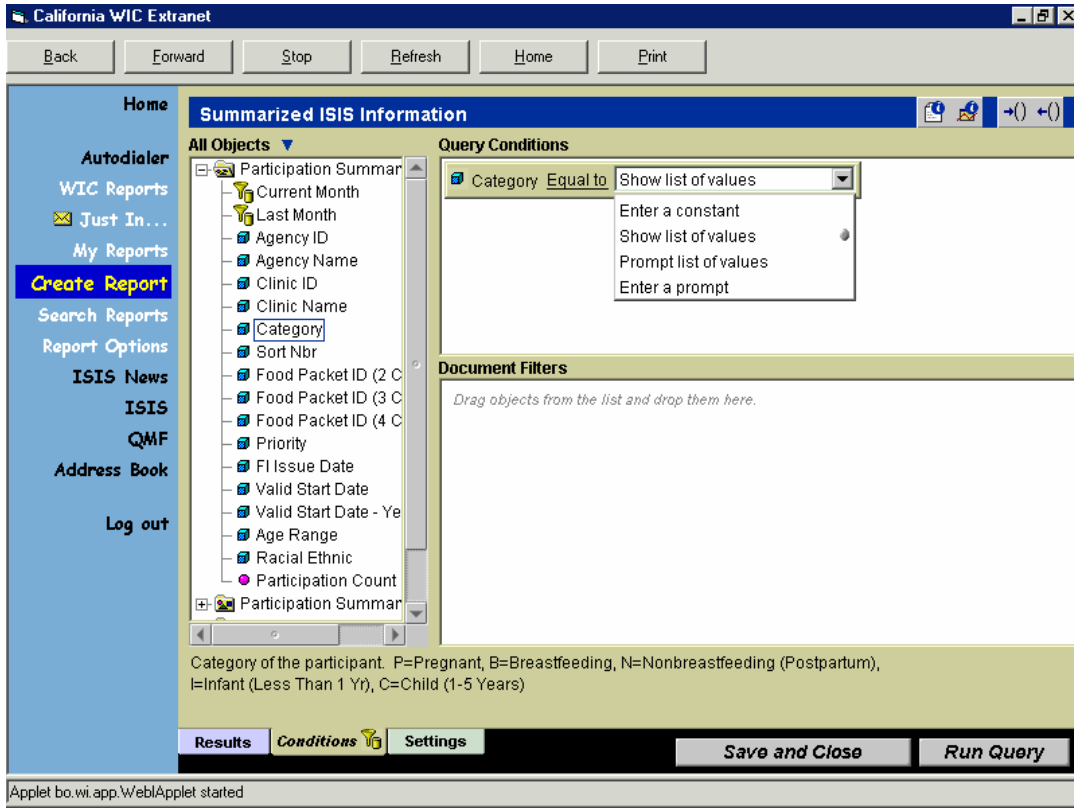 California WIC Extranet
Back Forward Stop Refresh Home Print
Home
Autodialer
WIC Reports
Just In...
My Reports
Create Report
Search Reports
Report Options
ISIS News
ISIS
QMF
Address Book
Log out
Summarized ISIS Information
All Objects
Participation Summar
Current Month
Last Month
Agency ID
Agency Name
Clinic ID
Clinic Name
Category
Sort Nbr
Food Packet ID (2 C
Food Packet ID (3 C
Food Packet ID (4 C
Priority
FI Issue Date
Valid Start Date
Valid Start Date - Ye
Age Range
Racial Ethnic
Participation Count
Participation Summar
Query Conditions
Category Equal to Show list of values
Enter a constant
Show list of values
Prompt list of values
Enter a prompt
Document Filters
Drag objects from the list and drop them here.
Category of the participant. P=Pregnant, B=Breastfeeding, N=Nonbreastfeeding (Postpartum),
I=Infant (Less Than 1 Yr), C=Child (1-5 Years)
Results Conditions Settings
Save and Close Run Query
Applet bo.wi.app.WebIApplet started